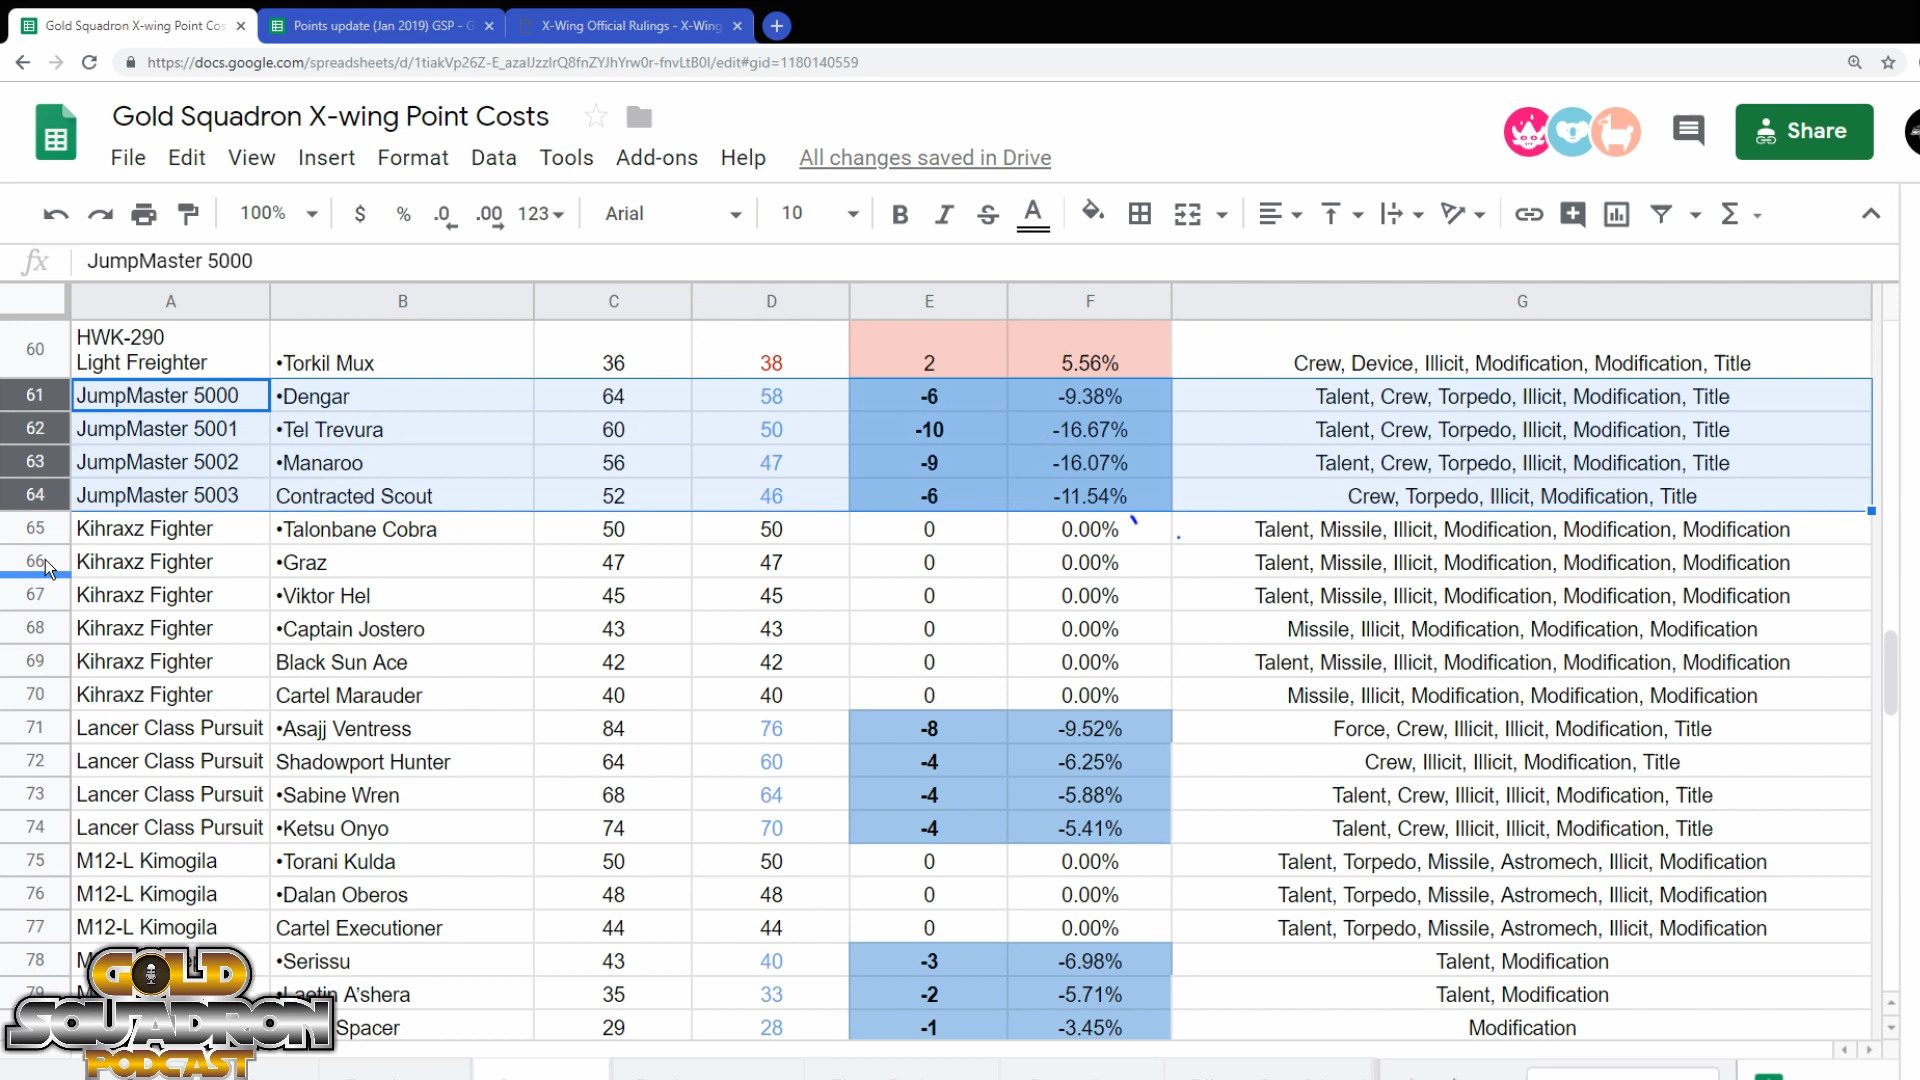 Gold Squadron X-wing Point Cos
Points update (Jan 2019) GSP - G
X-Wing Official Rulings - X-Wing
https://docs.google.com/spreadsheets/d/1tiakVp26Z-E_azaIJzzIrQ8fnZYJhYrw0r-fnvLtB0I/edit#gid=1180140559
Gold Squadron X-wing Point Costs
Share
File Edit View Insert Format Data Tools Add-ons Help All changes saved in Drive
100% $ % .0 .00 123 Arial 10 B I S A Σ
fx JumpMaster 5000
A B C D E F G
60 HWK-290
Light Freighter •Torkil Mux 36 38 2 5.56% Crew, Device, Illicit, Modification, Modification, Title
61 JumpMaster 5000 •Dengar 64 58 -6 -9.38% Talent, Crew, Torpedo, Illicit, Modification, Title
62 JumpMaster 5001 •Tel Trevura 60 50 -10 -16.67% Talent, Crew, Torpedo, Illicit, Modification, Title
63 JumpMaster 5002 •Manaroo 56 47 -9 -16.07% Talent, Crew, Torpedo, Illicit, Modification, Title
64 JumpMaster 5003 Contracted Scout 52 46 -6 -11.54% Crew, Torpedo, Illicit, Modification, Title
65 Kihraxz Fighter •Talonbane Cobra 50 50 0 0.00% Talent, Missile, Illicit, Modification, Modification, Modification
66 Kihraxz Fighter •Graz 47 47 0 0.00% Talent, Missile, Illicit, Modification, Modification, Modification
67 Kihraxz Fighter •Viktor Hel 45 45 0 0.00% Talent, Missile, Illicit, Modification, Modification, Modification
68 Kihraxz Fighter •Captain Jostero 43 43 0 0.00% Missile, Illicit, Modification, Modification, Modification
69 Kihraxz Fighter Black Sun Ace 42 42 0 0.00% Talent, Missile, Illicit, Modification, Modification, Modification
70 Kihraxz Fighter Cartel Marauder 40 40 0 0.00% Missile, Illicit, Modification, Modification, Modification
71 Lancer Class Pursuit •Asajj Ventress 84 76 -8 -9.52% Force, Crew, Illicit, Illicit, Modification, Title
72 Lancer Class Pursuit Shadowport Hunter 64 60 -4 -6.25% Crew, Illicit, Illicit, Modification, Title
73 Lancer Class Pursuit •Sabine Wren 68 64 -4 -5.88% Talent, Crew, Illicit, Illicit, Modification, Title
74 Lancer Class Pursuit •Ketsu Onyo 74 70 -4 -5.41% Talent, Crew, Illicit, Illicit, Modification, Title
75 M12-L Kimogila •Torani Kulda 50 50 0 0.00% Talent, Torpedo, Missile, Astromech, Illicit, Modification
76 M12-L Kimogila •Dalan Oberos 48 48 0 0.00% Talent, Torpedo, Missile, Astromech, Illicit, Modification
77 M12-L Kimogila Cartel Executioner 44 44 0 0.00% Talent, Torpedo, Missile, Astromech, Illicit, Modification
78 •Serissu 43 40 -3 -6.98% Talent, Modification
79 •Laetin A'shera 35 33 -2 -5.71% Talent, Modification
Spacer 29 28 -1 -3.45% Modification
GOLD
SQUADRON
PODCAST